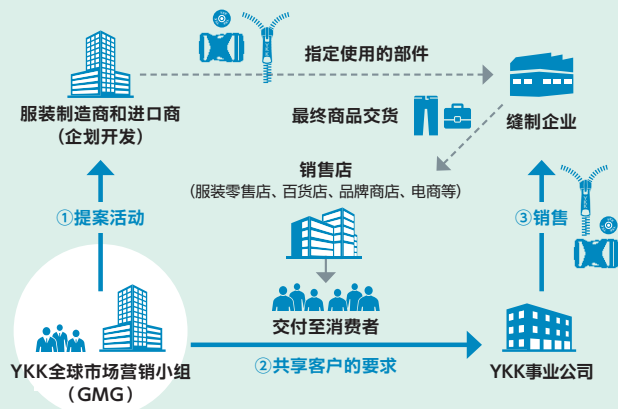 指定使用的部件
服装制造商和进口商
（企划开发）
最终商品交货
缝制企业
销售店
（服装零售店、百货店、品牌商店、电商等）
①提案活动
③销售
交付至消费者
②共享客户的要求
YKK全球市场营销小组
（GMG）
YKK事业公司